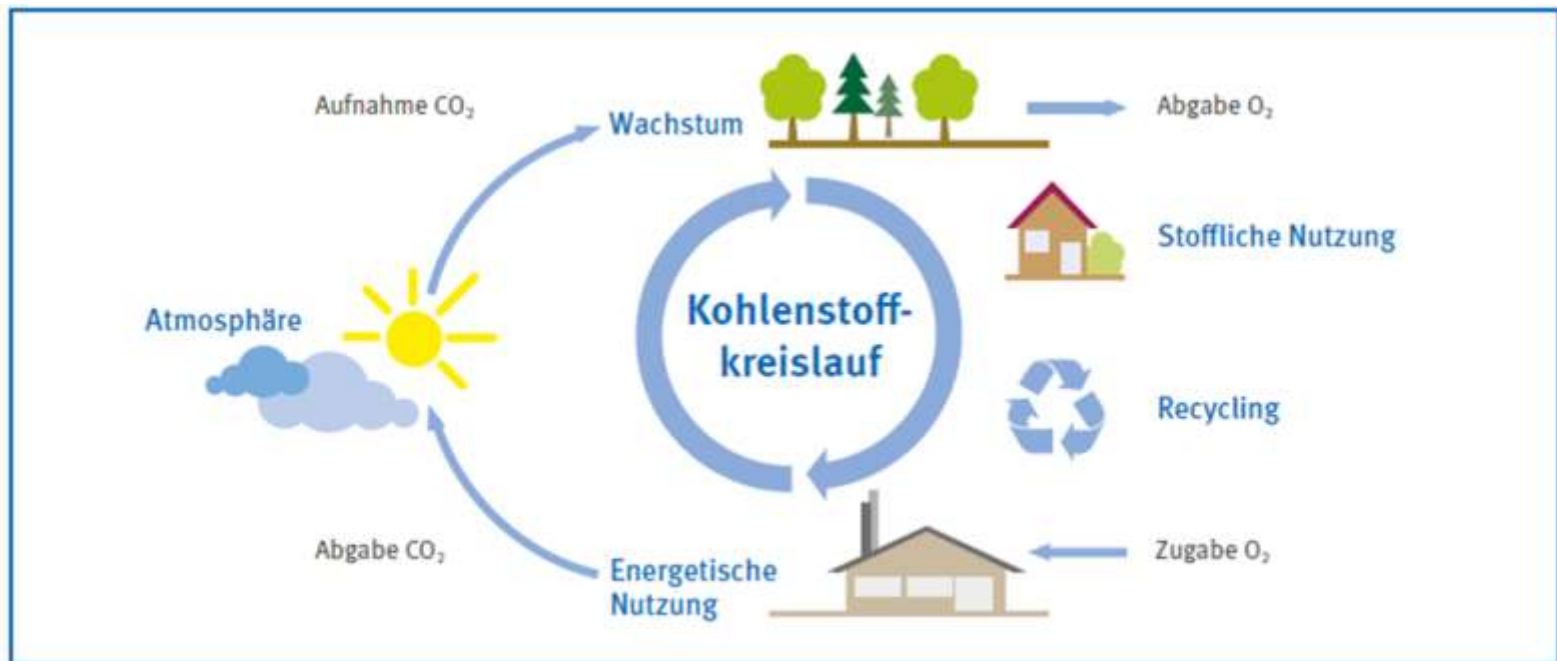 Aufnahme CO₂
Wachstum
Abgabe O₂
Stoffliche Nutzung
Atmosphäre
Kohlenstoff-
kreislauf
Recycling
Abgabe CO₂
Energetische
Nutzung
Zugabe O₂